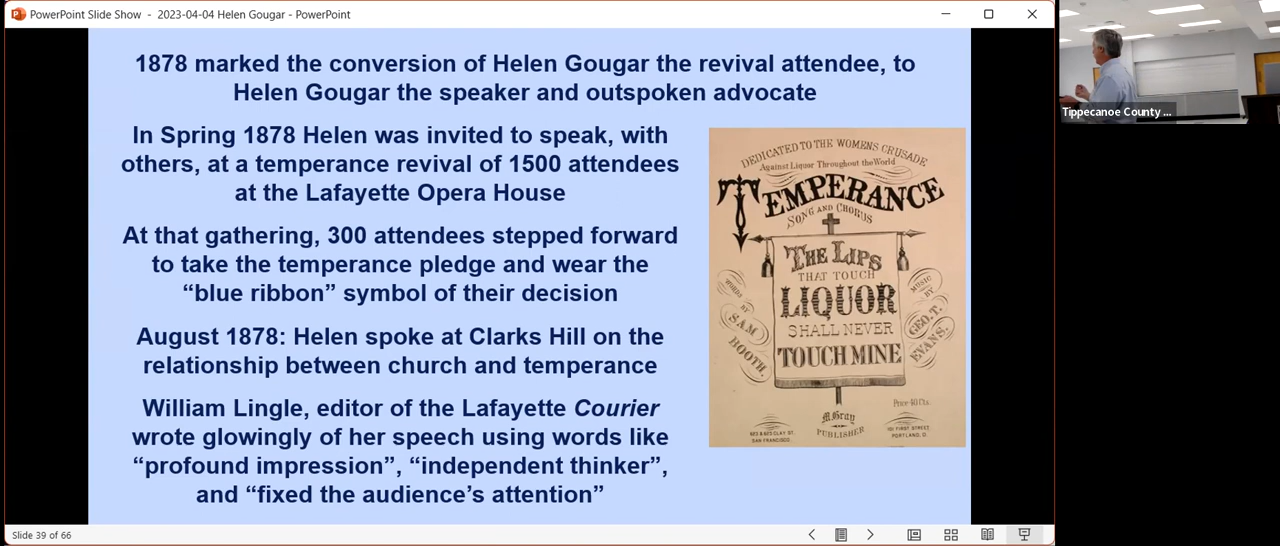 PowerPoint Slide Show - 2023-04-04 Helen Gougar - PowerPoint
1878 marked the conversion of Helen Gougar the revival attendee, to
Helen Gougar the speaker and outspoken advocate
In Spring 1878 Helen was invited to speak, with
others, at a temperance revival of 1500 attendees
at the Lafayette Opera House
At that gathering, 300 attendees stepped forward
to take the temperance pledge and wear the
“blue ribbon” symbol of their decision
August 1878: Helen spoke at Clarks Hill on the
relationship between church and temperance
William Lingle, editor of the Lafayette Courier
wrote glowingly of her speech using words like
“profound impression”, “independent thinker”,
and “fixed the audience’s attention”
DEDICATED TO THE WOMENS CRUSADE
Against Liquor Throughout the World
TEMPERANCE
SONG AND CHORUS
THE LIPS
THAT TOUCH
LIQUOR
SHALL NEVER
TOUCH MINE
WORDS BY
SAM
BOOTH.
MUSIC BY
GEO. T.
EVANS.
Price 40 Cts.
M. Gray
PUBLISHER
623 & 625 CLAY ST.
SAN FRANCISCO.
101 FIRST STREET
PORTLAND, O.
Tippecanoe County ...
Slide 39 of 66